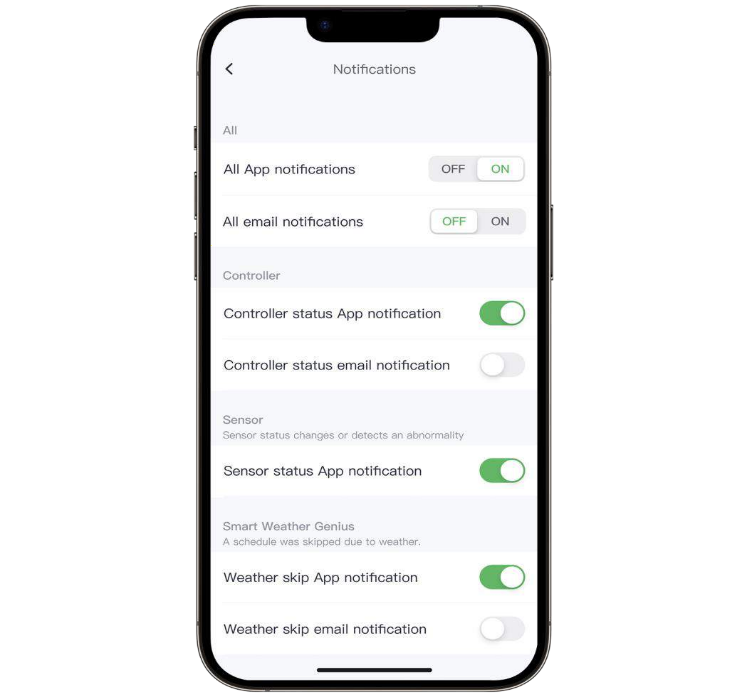 Notifications
All
All App notifications OFF ON
All email notifications OFF ON
Controller
Controller status App notification
Controller status email notification
Sensor
Sensor status changes or detects an abnormality
Sensor status App notification
Smart Weather Genius
A schedule was skipped due to weather.
Weather skip App notification
Weather skip email notification